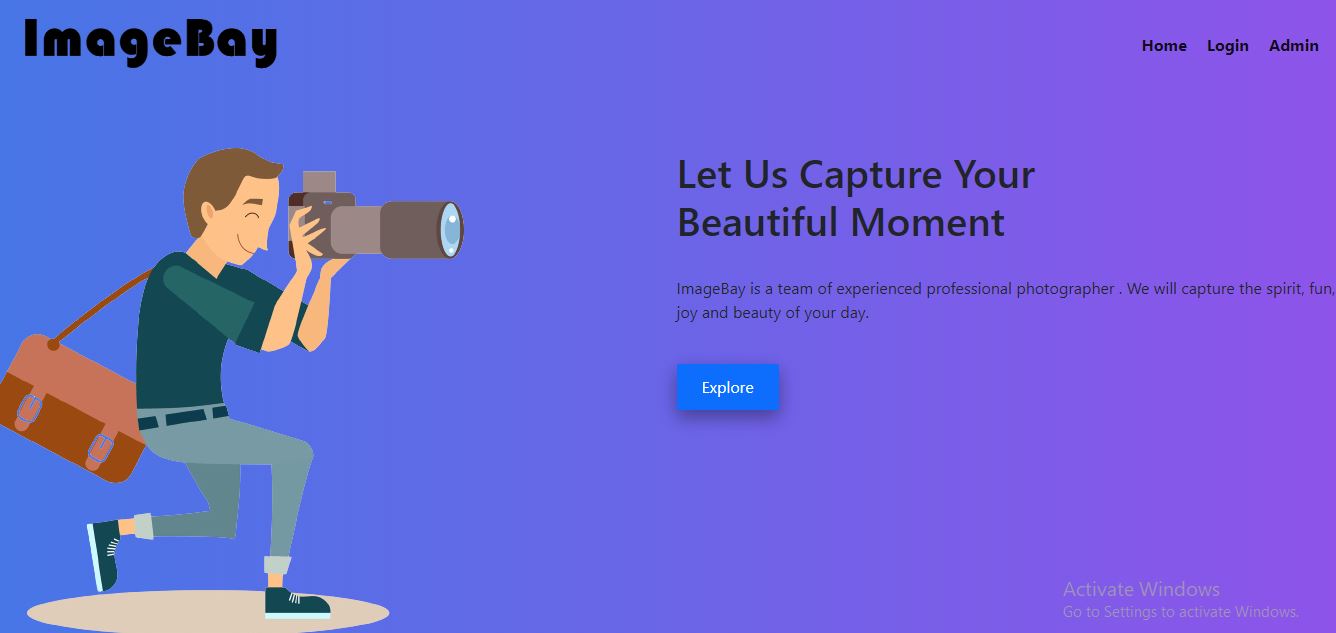 ImageBay
Home Login Admin
Let Us Capture Your
Beautiful Moment
ImageBay is a team of experienced professional photographer . We will capture the spirit, fun,
joy and beauty of your day.
Explore
Activate Windows
Go to Settings to activate Windows.